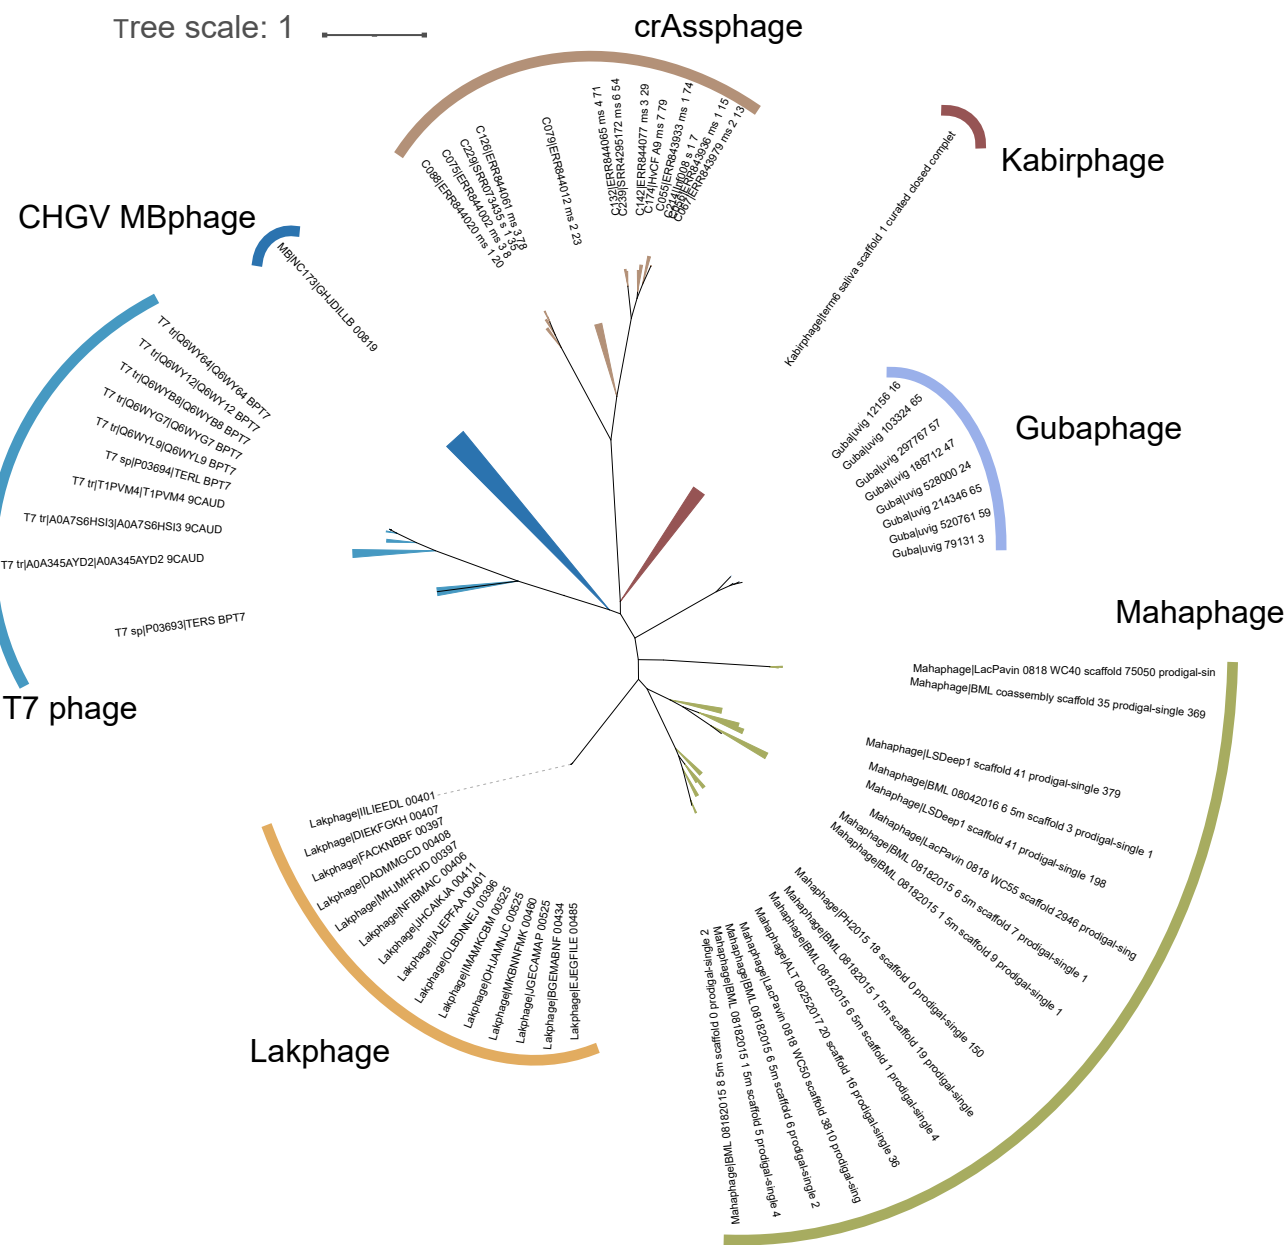 Tree scale: 1
crAssphage
C088|ERR844020 ms 1 20
C075|ERR844002 ms 3 8
C229|SRR073435 s 1 35
C126|ERR844061 ms 3 78
C079|ERR844012 ms 2 23
C132|ERR844065 ms 4 71
C239|SRR4295172 ms 6 54
C142|ERR844077 ms 3 29
C174|HvCF A9 ms 7 79
C055|ERR843933 ms 1 74
C067|ERR843979 ms 2 13
Kabirphage
Kabirphage|term6 saliva scaffold 1 curated closed complet
CHGV MBphage
MB|NC173|GHJDILLB 00819
T7 tr|Q6WY64|Q6WY64 BPT7
T7 tr|Q6WY12|Q6WY12 BPT7
T7 tr|Q6WYB8|Q6WYB8 BPT7
T7 tr|Q6WYG7|Q6WYG7 BPT7
T7 tr|Q6WYL9|Q6WYL9 BPT7
T7 sp|P03694|TERL BPT7
T7 tr|T1PVM4|T1PVM4 9CAUD
T7 tr|A0A7S6HSI3|A0A7S6HSI3 9CAUD
T7 tr|A0A345AYD2|A0A345AYD2 9CAUD
T7 sp|P03693|TERS BPT7
T7 phage
Gubaphage
Guba|uvig 12156 16
Guba|uvig 103324 65
Guba|uvig 297767 57
Guba|uvig 188712 47
Guba|uvig 528000 24
Guba|uvig 214346 65
Guba|uvig 520761 59
Guba|uvig 79131 3
Mahaphage
Mahaphage|LacPavin 0818 WC40 scaffold 75050 prodigal-sin
Mahaphage|BML coassembly scaffold 35 prodigal-single 369
Mahaphage|LSDeep1 scaffold 41 prodigal-single 379
Mahaphage|BML 08042016 6 5m scaffold 3 prodigal-single 1
Mahaphage|LSDeep1 scaffold 41 prodigal-single 198
Mahaphage|LacPavin 0818 WC55 scaffold 2946 prodigal-sing
Mahaphage|BML 08182015 6 5m scaffold 7 prodigal-single 1
Mahaphage|BML 08182015 1 5m scaffold 9 prodigal-single 1
Mahaphage|PH2015 18 scaffold 0 prodigal-single 150
Mahaphage|BML 08182015 1 5m scaffold 19 prodigal-single
Mahaphage|BML 08182015 6 5m scaffold 1 prodigal-single 4
Mahaphage|ALT 09252017 20 scaffold 16 prodigal-single 36
Mahaphage|LacPavin 0818 WC50 scaffold 3810 prodigal-sing
Mahaphage|BML 08182015 6 5m scaffold 6 prodigal-single 2
Mahaphage|BML 08182015 1 5m scaffold 5 prodigal-single 4
Mahaphage|BML 08182015 8 5m scaffold 0 prodigal-single 2
Lakphage|IILIEEDL 00401
Lakphage|DIEKFGKH 00407
Lakphage|FACKNBBF 00397
Lakphage|DADMMGCD 00408
Lakphage|MHJMHFHD 00397
Lakphage|NFIBMAIC 00406
Lakphage|JHCAIKJA 00411
Lakphage|IAJEPFAA 00401
Lakphage|OLBDNNEJ 00396
Lakphage|IMAMKCBM 00525
Lakphage|OHJAMNJC 00525
Lakphage|MKBNNFMK 00460
Lakphage|JGECAMAP 00525
Lakphage|BGEMABNF 00434
Lakphage|EJEGFILE 00485
Lakphage